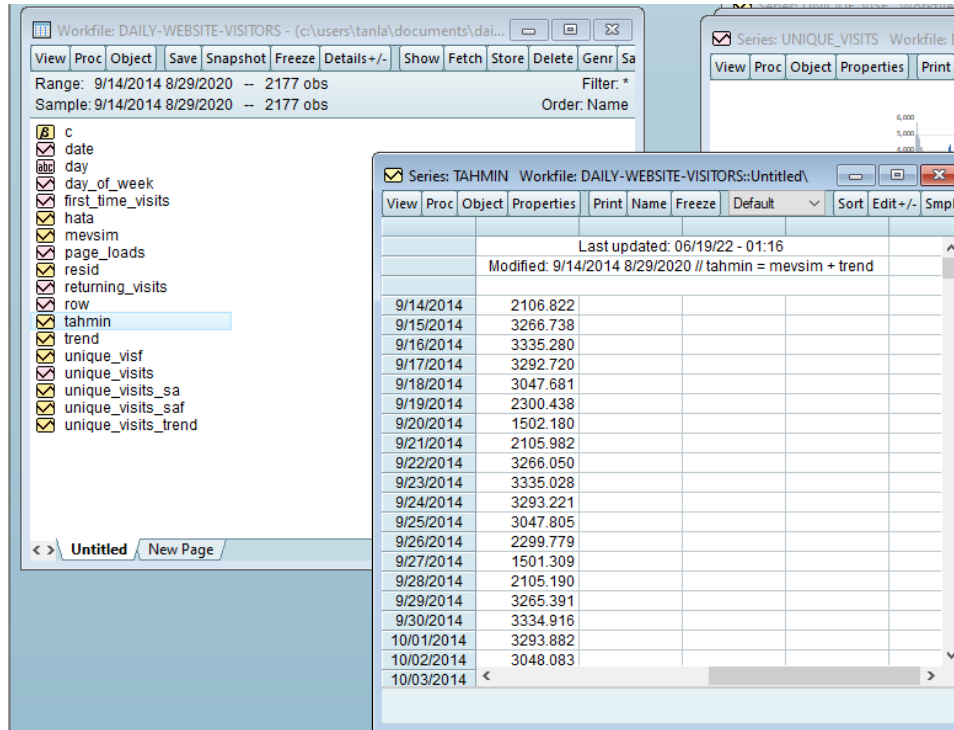 Workfile: DAILY-WEBSITE-VISITORS - (c:\users\tanla\documents\dai...
View Proc Object Save Snapshot Freeze Details+/- Show Fetch Store Delete Genr Sa
Range: 9/14/2014 8/29/2020 -- 2177 obs Filter: *
Sample: 9/14/2014 8/29/2020 -- 2177 obs Order: Name
β c
date
abc day
day_of_week
first_time_visits
hata
mevsim
page_loads
resid
returning_visits
row
tahmin
trend
unique_visf
unique_visits
unique_visits_sa
unique_visits_saf
unique_visits_trend
Untitled New Page
Series: UNIQUE_VISITS Workfile:
View Proc Object Properties Print
6,000
5,000
4,000
Series: TAHMIN Workfile: DAILY-WEBSITE-VISITORS::Untitled\
View Proc Object Properties Print Name Freeze Default Sort Edit+/- Smpl
Last updated: 06/19/22 - 01:16
Modified: 9/14/2014 8/29/2020 // tahmin = mevsim + trend
9/14/2014 2106.822
9/15/2014 3266.738
9/16/2014 3335.280
9/17/2014 3292.720
9/18/2014 3047.681
9/19/2014 2300.438
9/20/2014 1502.180
9/21/2014 2105.982
9/22/2014 3266.050
9/23/2014 3335.028
9/24/2014 3293.221
9/25/2014 3047.805
9/26/2014 2299.779
9/27/2014 1501.309
9/28/2014 2105.190
9/29/2014 3265.391
9/30/2014 3334.916
10/01/2014 3293.882
10/02/2014 3048.083
10/03/2014